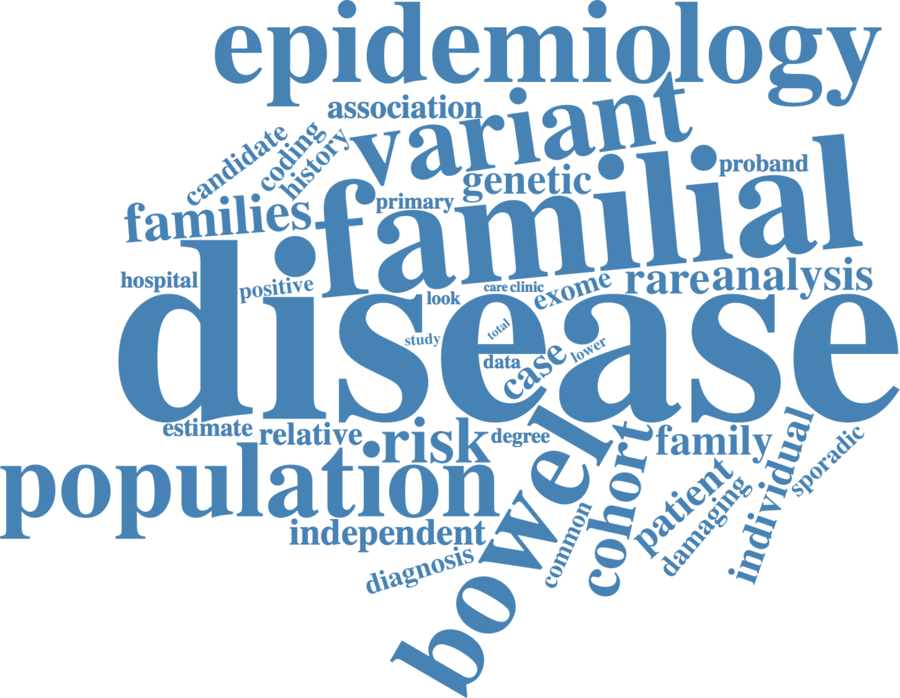 epidemiology
association
variant
candidate
coding
history
proband
genetic
primary
familial
families
hospital
positive
look
care
clinic
exome
rare
analysis
disease
study
total
data
case
lower
estimate
relative
risk
degree
family
population
bowel
cohort
patient
individual
sporadic
independent
common
damaging
diagnosis